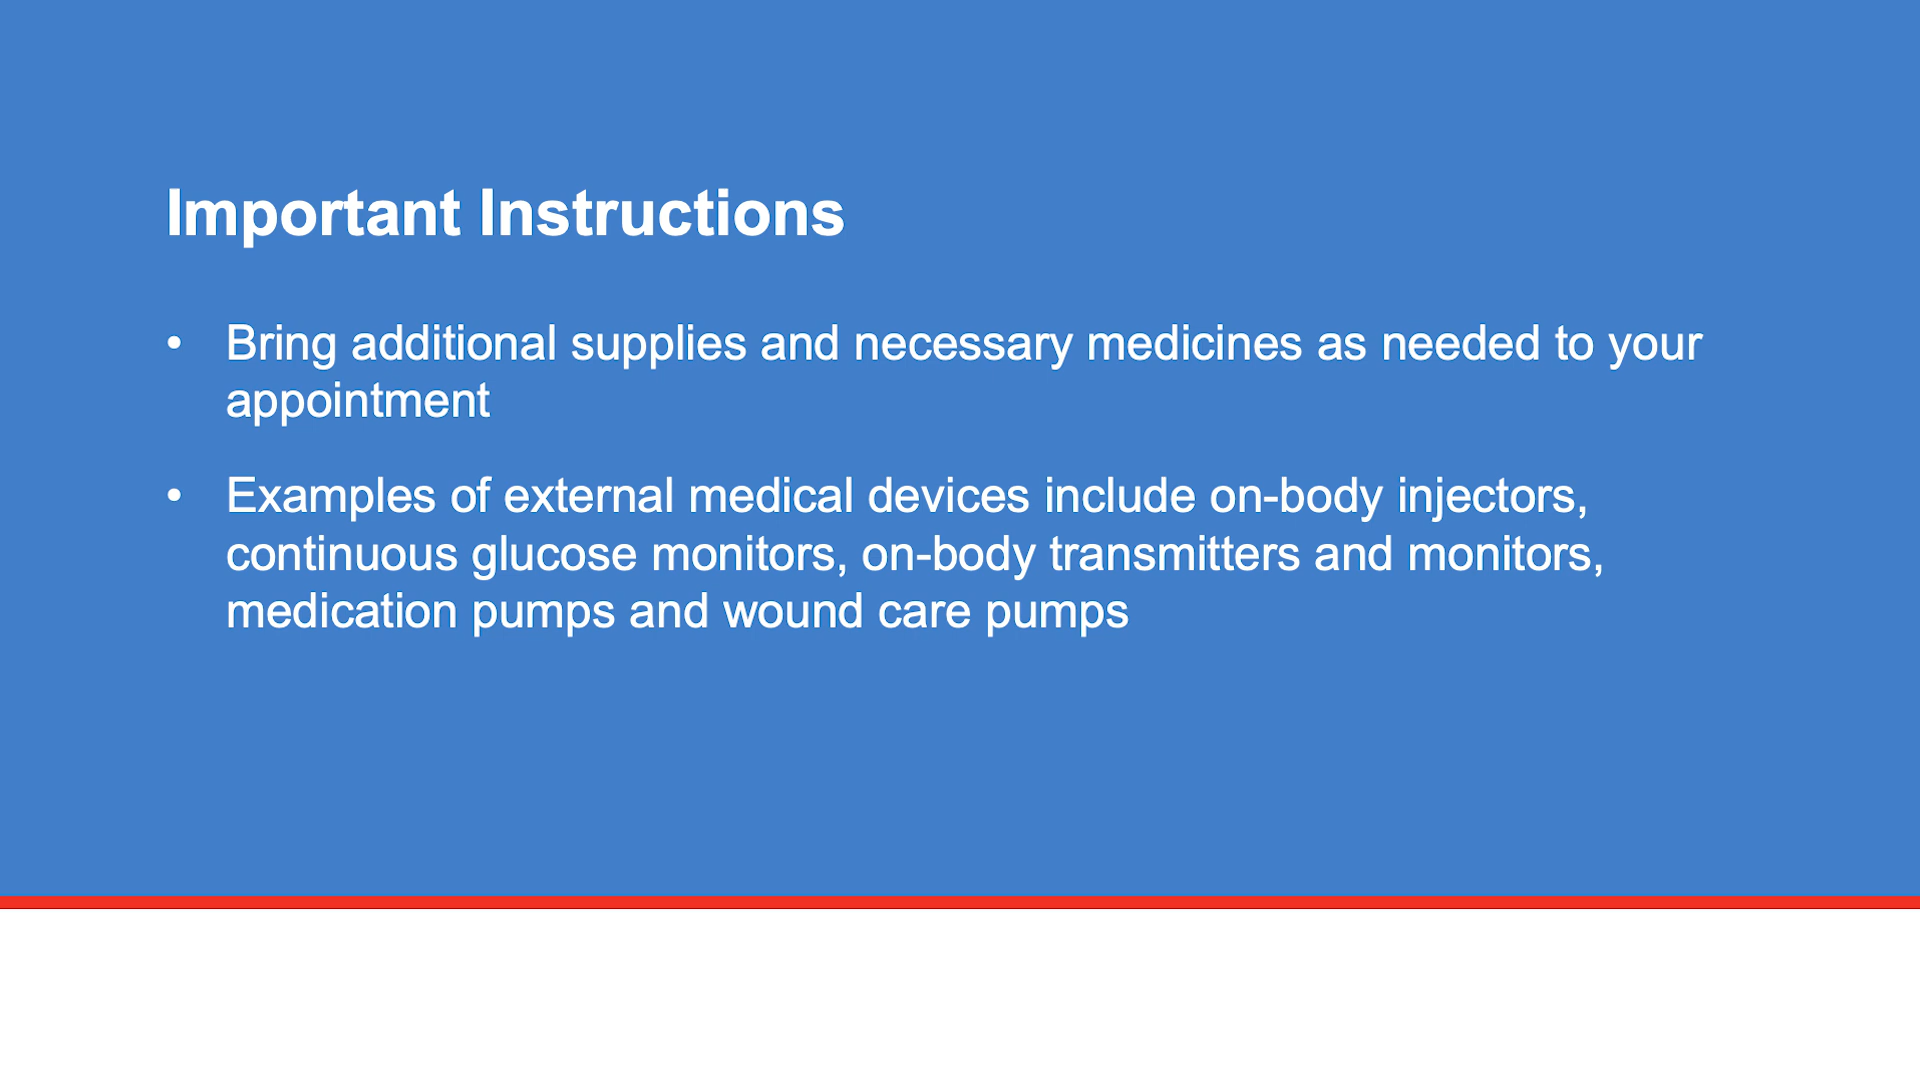 Important Instructions
• Bring additional supplies and necessary medicines as needed to your
appointment
• Examples of external medical devices include on-body injectors,
continuous glucose monitors, on-body transmitters and monitors,
medication pumps and wound care pumps